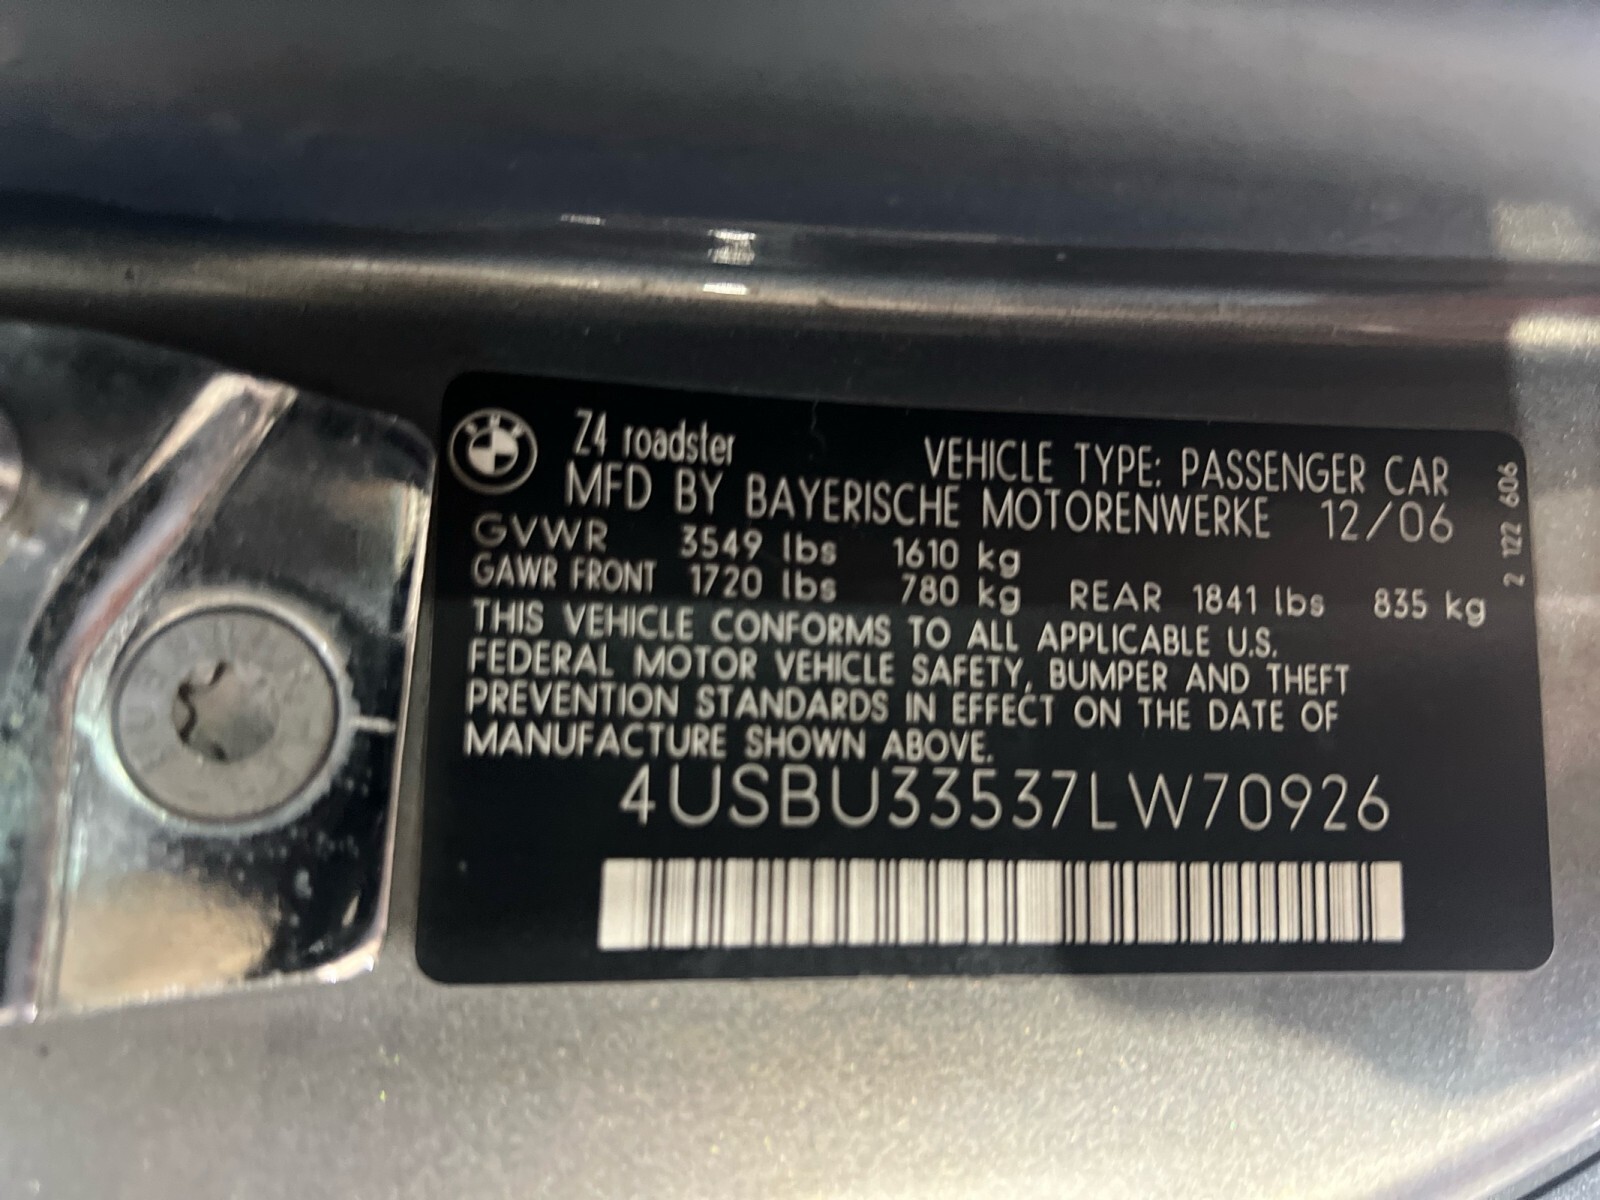 Z4 roadster VEHICLE TYPE: PASSENGER CAR
MFD BY BAYERISCHE MOTORENWERKE 12/06
GVWR 3549 lbs 1610 kg
GAWR FRONT 1720 lbs 780 kg REAR 1841 lbs 835 kg
THIS VEHICLE CONFORMS TO ALL APPLICABLE U.S.
FEDERAL MOTOR VEHICLE SAFETY, BUMPER AND THEFT
PREVENTION STANDARDS IN EFFECT ON THE DATE OF
MANUFACTURE SHOWN ABOVE.
4USBU33537LW70926
2 122 606